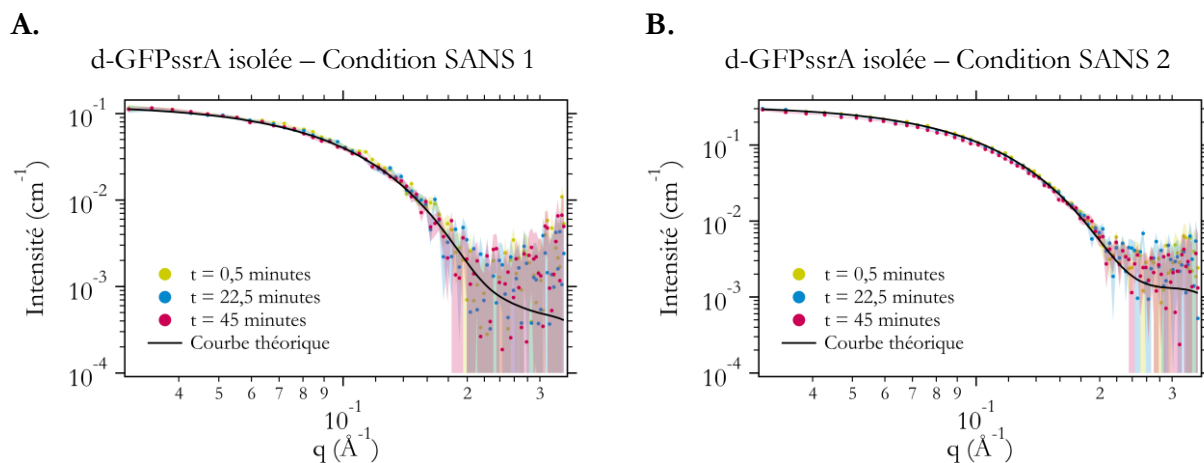 A.
d-GFPssrA isolée – Condition SANS 1
Intensité (cm⁻¹)
10⁻¹
10⁻²
10⁻³
10⁻⁴
t = 0,5 minutes
t = 22,5 minutes
t = 45 minutes
Courbe théorique
4 5 6 7 8 9 10⁻¹ 2 3
q (Å⁻¹)
B.
d-GFPssrA isolée – Condition SANS 2
Intensité (cm⁻¹)
10⁻¹
10⁻²
10⁻³
10⁻⁴
t = 0,5 minutes
t = 22,5 minutes
t = 45 minutes
Courbe théorique
4 5 6 7 8 9 10⁻¹ 2 3
q (Å⁻¹)